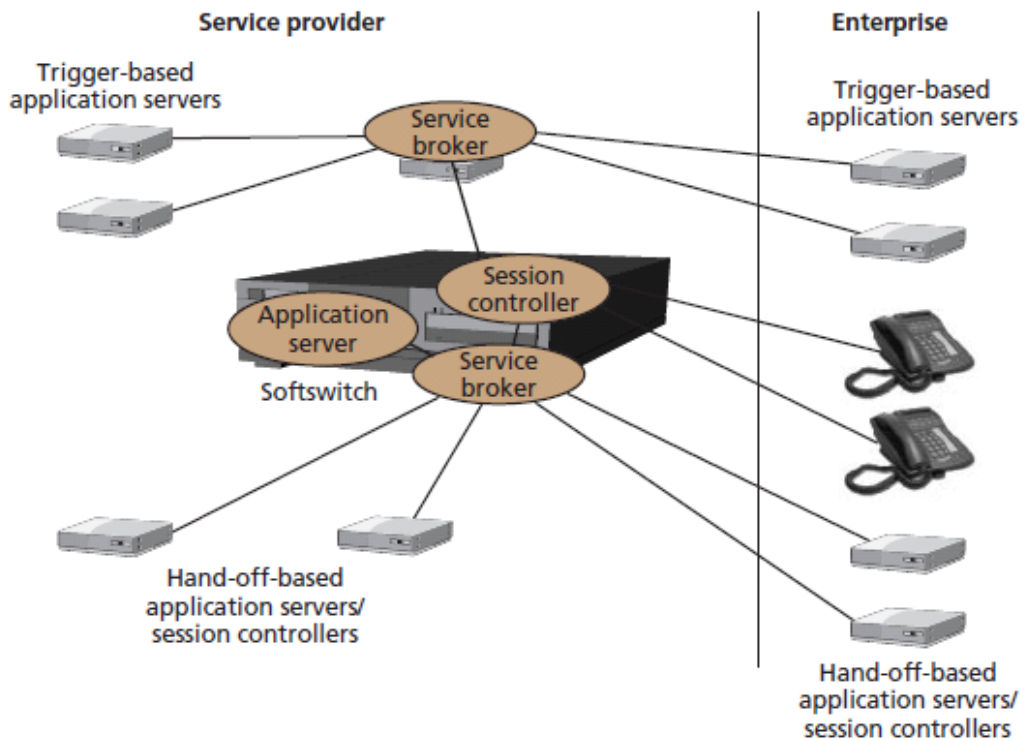 Service provider
Enterprise
Trigger-based
application servers
Service
broker
Trigger-based
application servers
Session
controller
Application
server
Service
broker
Softswitch
Hand-off-based
application servers/
session controllers
Hand-off-based
application servers/
session controllers